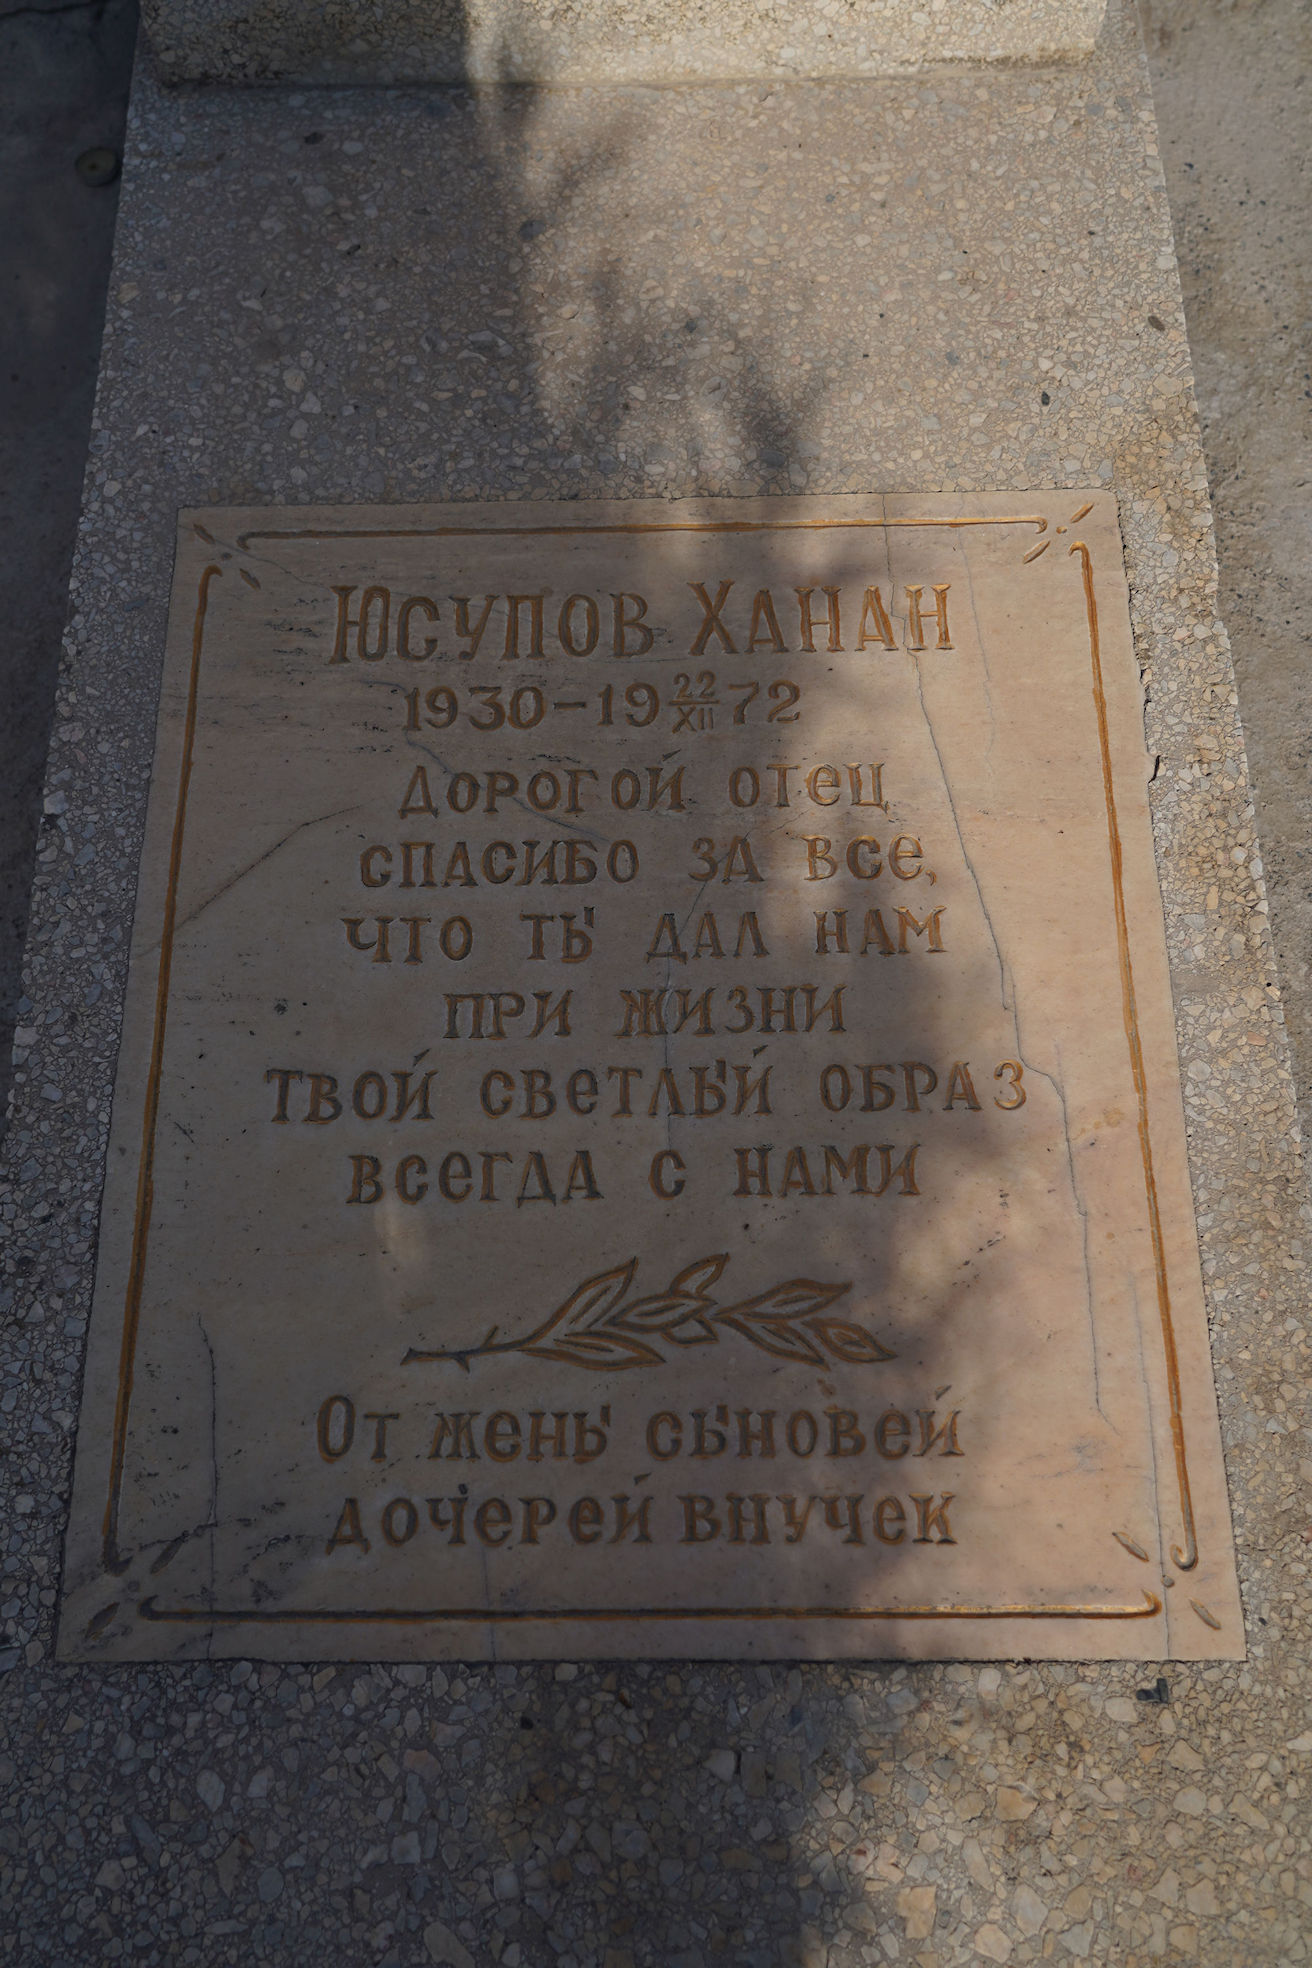 Юсупов Ханан
1930–19 22/XII 72
дорогой отец
спасибо за все,
что ты дал нам
при жизни
твой светлый образ
всегда с нами
От жены сыновей
дочерей внучек